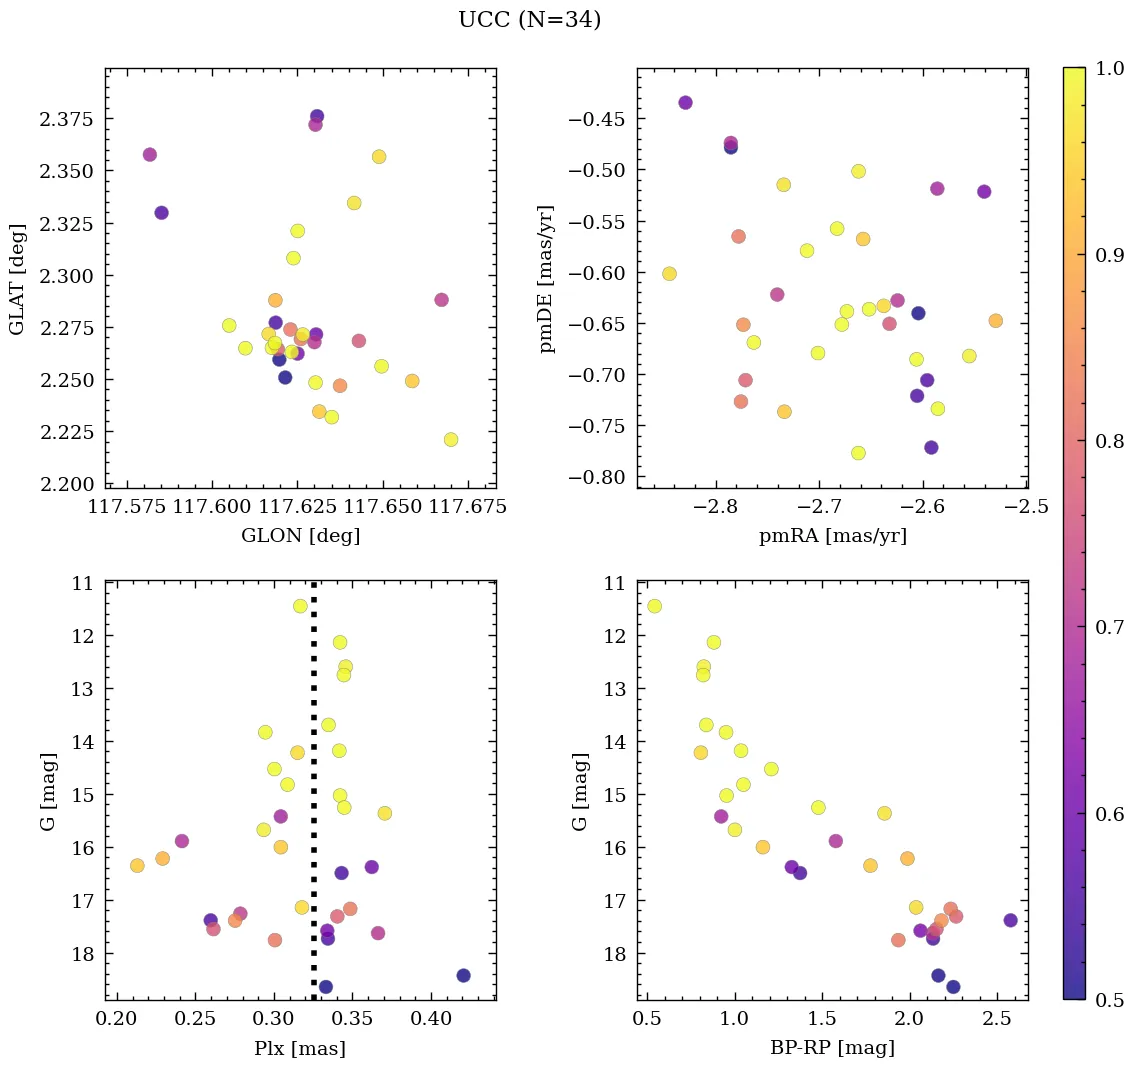 UCC (N=34)
2.375
2.350
2.325
2.300
2.275
2.250
2.225
2.200
GLAT [deg]
117.575 117.600 117.625 117.650 117.675
GLON [deg]
−0.45
−0.50
−0.55
−0.60
−0.65
−0.70
−0.75
−0.80
pmDE [mas/yr]
−2.8 −2.7 −2.6 −2.5
pmRA [mas/yr]
1.0
0.9
0.8
0.7
0.6
0.5
11
12
13
14
15
16
17
18
G [mag]
0.20 0.25 0.30 0.35 0.40
Plx [mas]
11
12
13
14
15
16
17
18
G [mag]
0.5 1.0 1.5 2.0 2.5
BP-RP [mag]